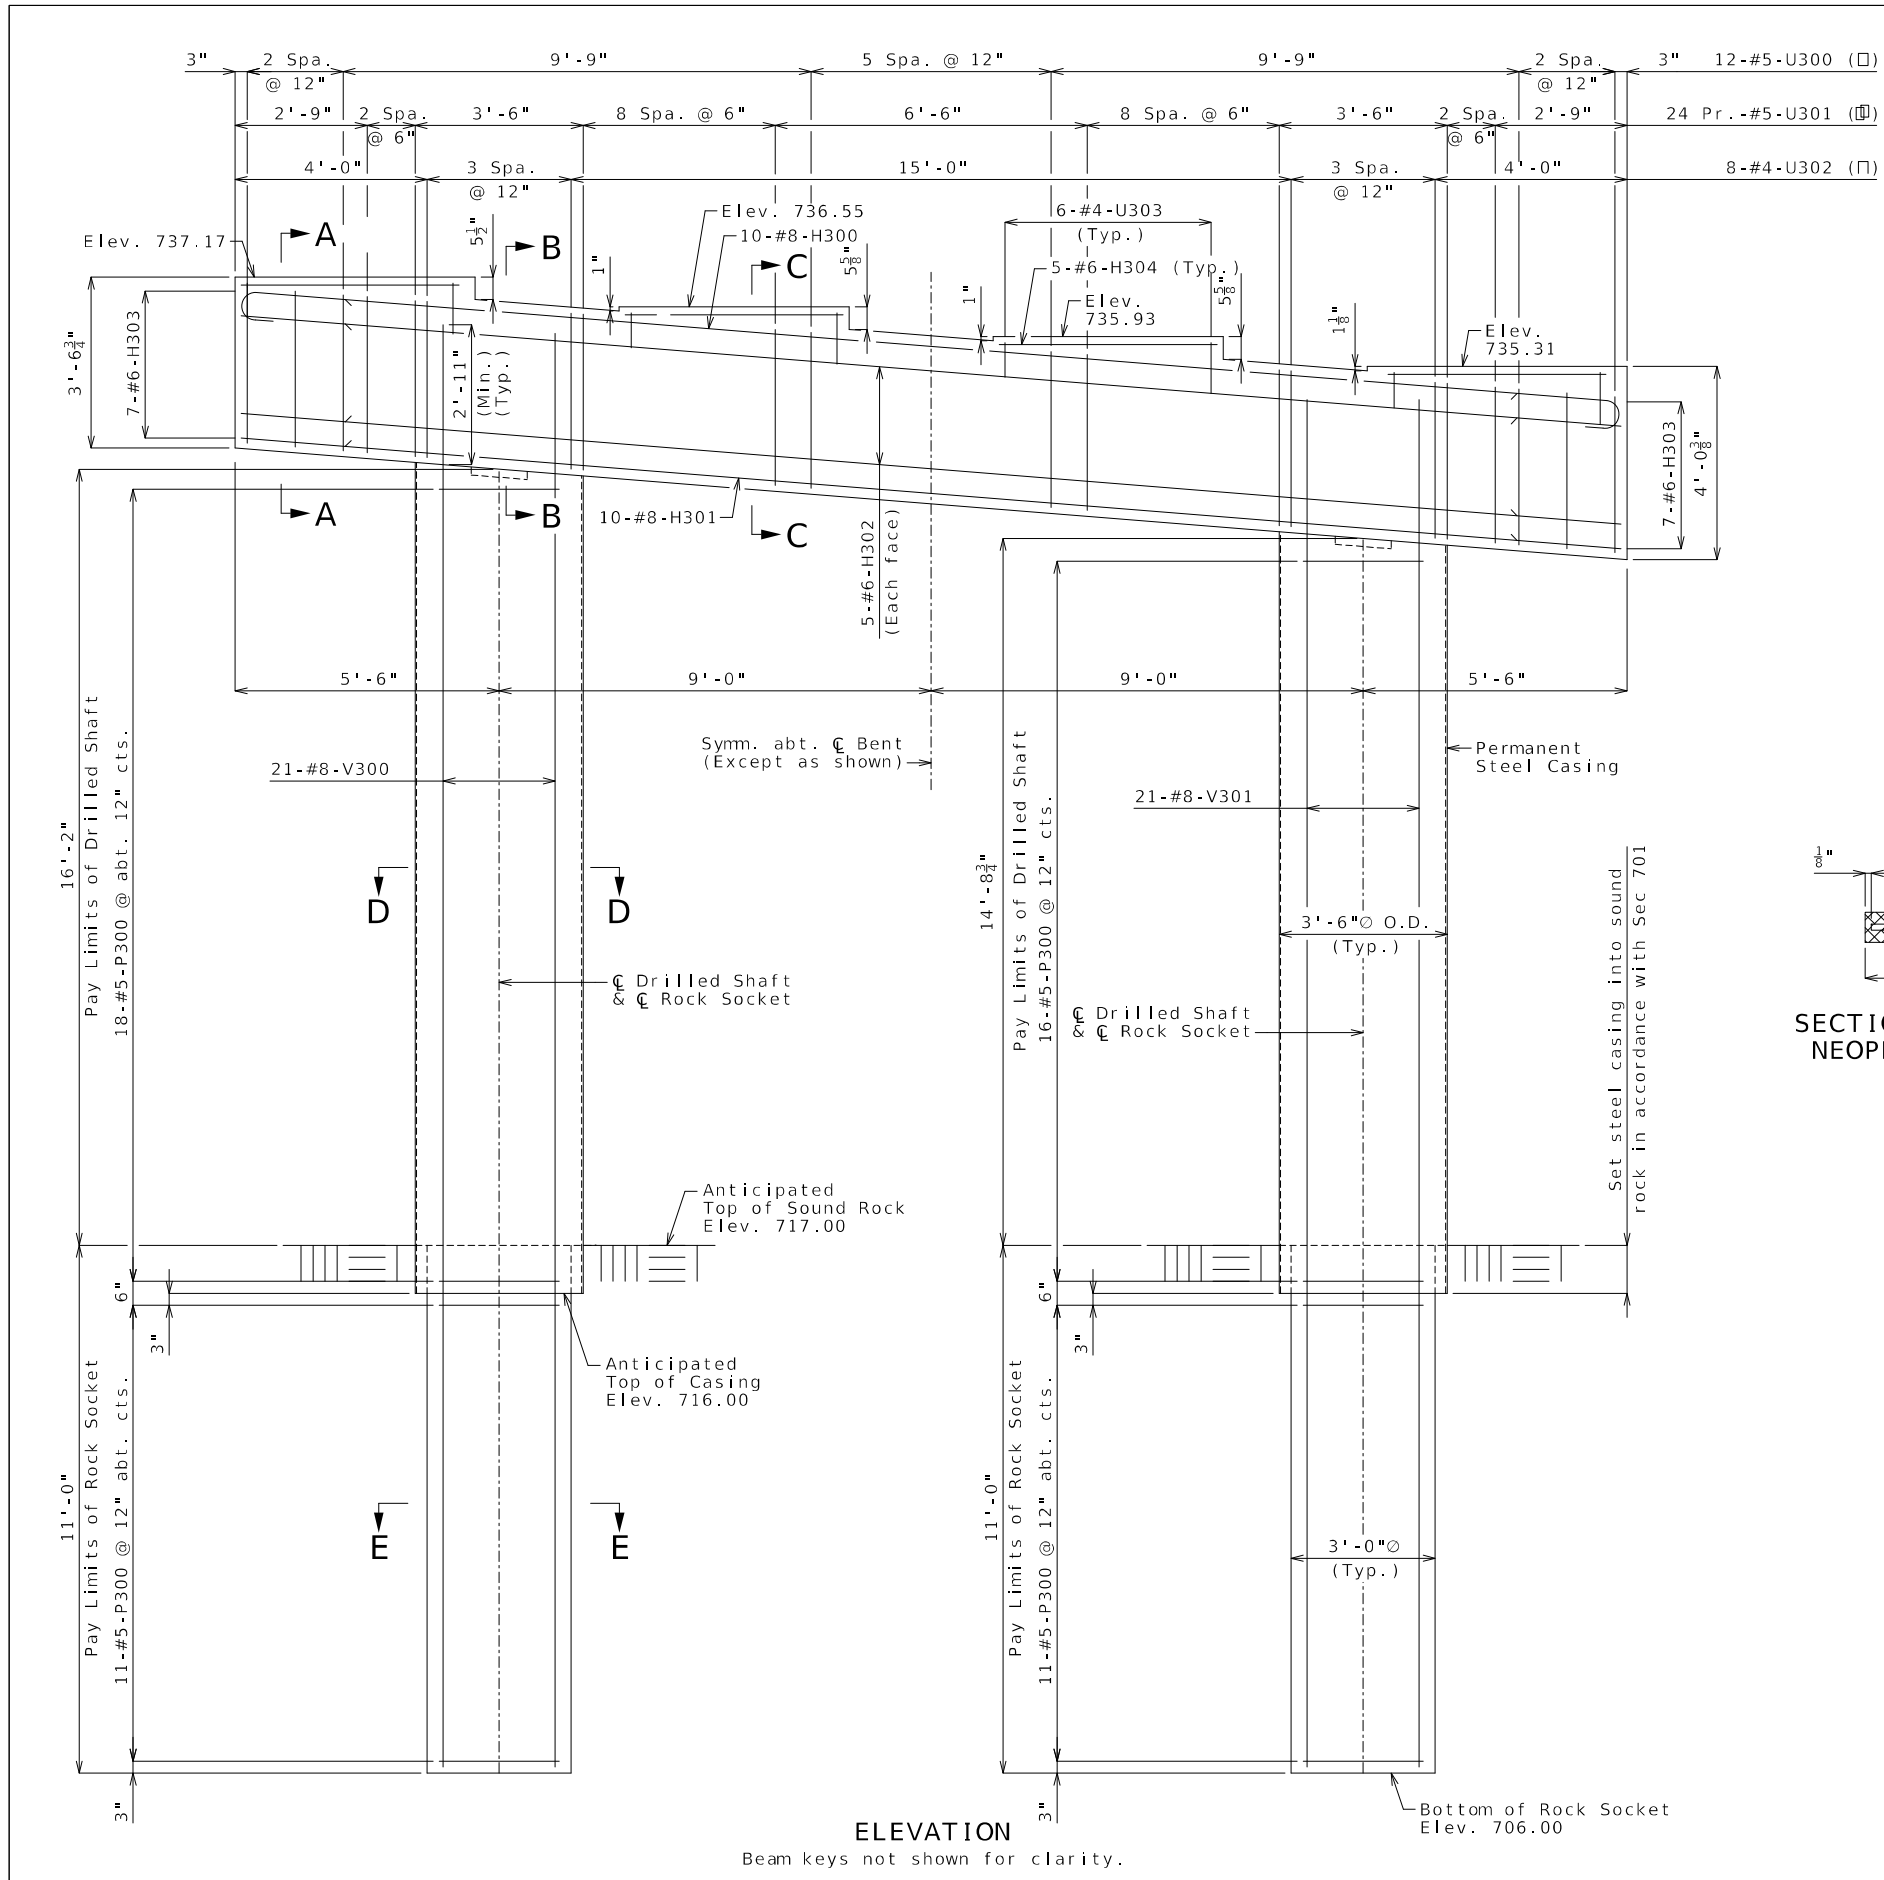 3" 2 Spa. 9'-9" 5 Spa. @ 12" 9'-9" 2 Spa. 3" 12-#5-U300
@ 12" @ 12"
2'-9" 2 Spa. 3'-6" 8 Spa. @ 6" 6'-6" 8 Spa. @ 6" 3'-6" 2 Spa. 2'-9" 24 Pr.-#5-U301
@ 6" @ 6"
4'-0" 3 Spa. 15'-0" 3 Spa. 4'-0" 8-#4-U302
@ 12" @ 12"
Elev. 737.17
A
5½"
B
Elev. 736.55
10-#8-H300
1"
C
5⅝"
6-#4-U303
(Typ.)
5-#6-H304 (Typ.)
1"
Elev.
735.93
5⅝"
1⅛"
Elev.
735.31
3'-6¾"
7-#6-H303
2'-11"
(Min.)
(Typ.)
7-#6-H303
4'-0⅜"
A
B
10-#8-H301
C
5-#6-H302
(Each face)
5'-6" 9'-0" 9'-0" 5'-6"
Symm. abt. ℄ Bent
(Except as shown)
Permanent
Steel Casing
21-#8-V300
21-#8-V301
16'-2"
Pay Limits of Drilled Shaft
18-#5-P300 @ abt. 12" cts.
14'-8¾"
Pay Limits of Drilled Shaft
16-#5-P300 @ 12" cts.
D D
3'-6"∅ O.D.
(Typ.)
Set steel casing into sound
rock in accordance with Sec 701
⅛"
℄ Drilled Shaft
& ℄ Rock Socket
℄ Drilled Shaft
& ℄ Rock Socket
SECTIO
NEOP
Anticipated
Top of Sound Rock
Elev. 717.00
6"
3"
6"
3"
Anticipated
Top of Casing
Elev. 716.00
11'-0"
Pay Limits of Rock Socket
11-#5-P300 @ 12" abt. cts.
11'-0"
Pay Limits of Rock Socket
11-#5-P300 @ 12" abt. cts.
E E
3'-0"∅
(Typ.)
3"
3"
Bottom of Rock Socket
Elev. 706.00
ELEVATION
Beam keys not shown for clarity.